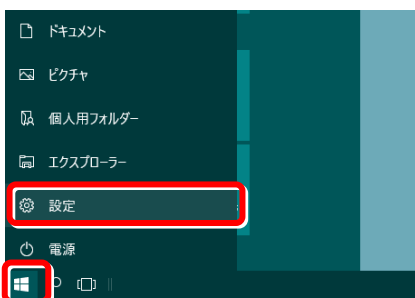 ドキュメント
ピクチャ
個人用フォルダー
エクスプローラー
設定
電源